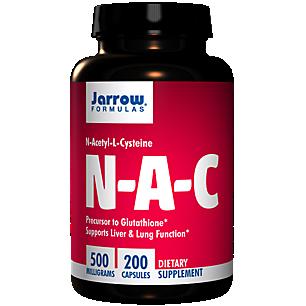 Jarrow
FORMULAS
N-Acetyl-L-Cysteine
N-A-C
Precursor to Glutathione*
Supports Liver & Lung Function*
500 200 DIETARY
MILLIGRAMS CAPSULES SUPPLEMENT